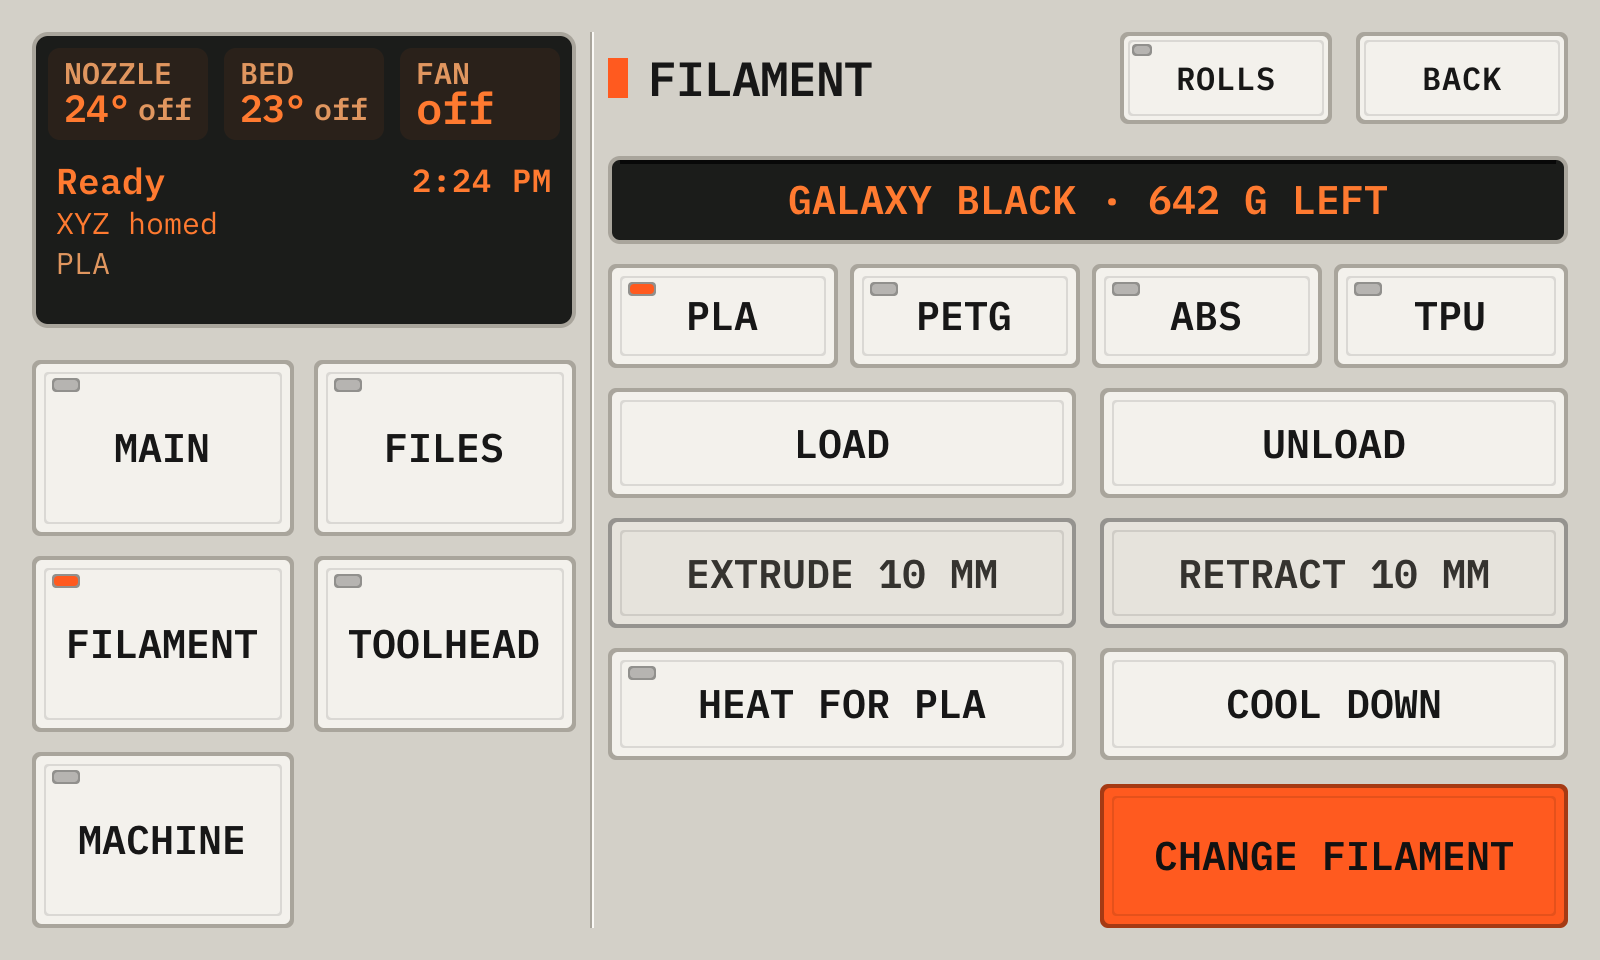 NOZZLE
24° off
BED
23° off
FAN
off
Ready
2:24 PM
XYZ homed
PLA
MAIN
FILES
FILAMENT
TOOLHEAD
MACHINE
FILAMENT
ROLLS
BACK
GALAXY BLACK · 642 G LEFT
PLA
PETG
ABS
TPU
LOAD
UNLOAD
EXTRUDE 10 MM
RETRACT 10 MM
HEAT FOR PLA
COOL DOWN
CHANGE FILAMENT